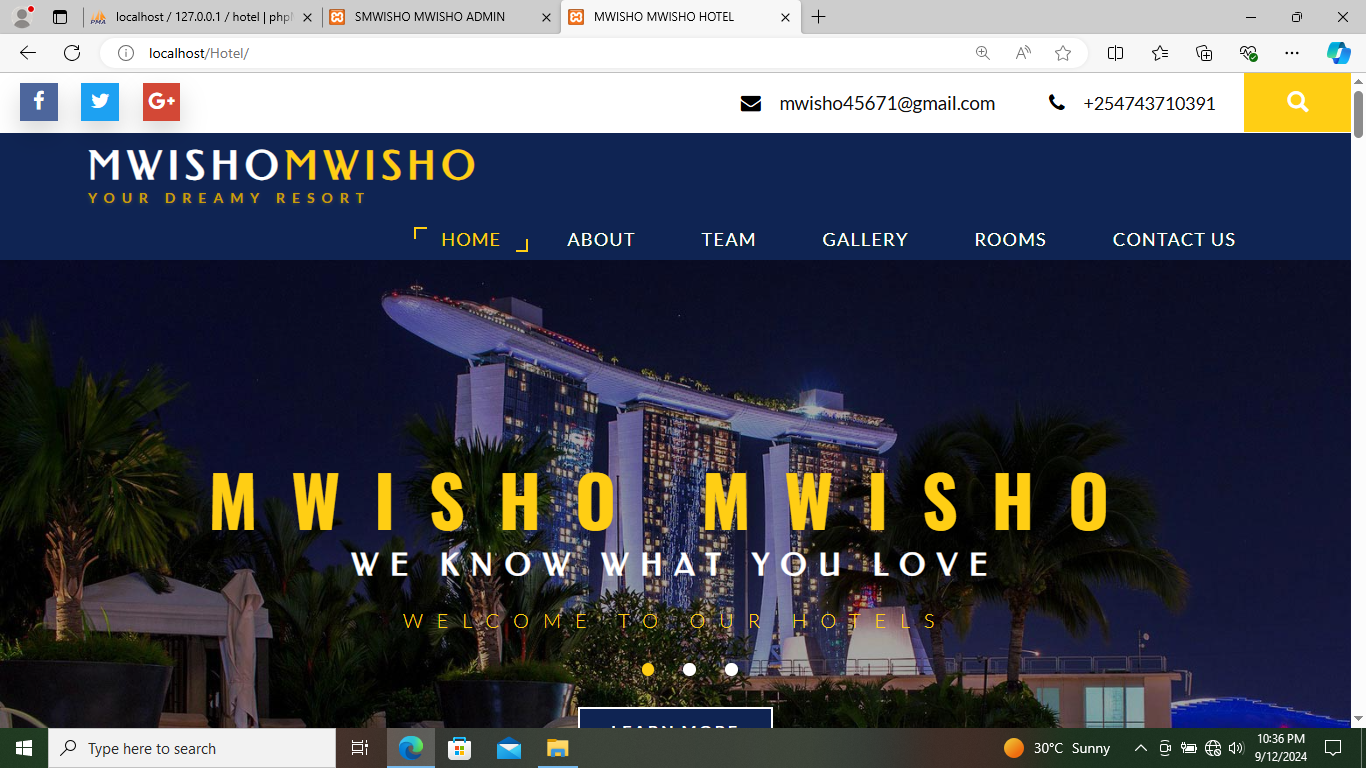 localhost / 127.0.0.1 / hotel | php
SMWISHO MWISHO ADMIN
MWISHO MWISHO HOTEL
localhost/Hotel/
f
G+
mwisho45671@gmail.com
+254743710391
MWISHOMWISHO
YOUR DREAMY RESORT
HOME
ABOUT
TEAM
GALLERY
ROOMS
CONTACT US
MWISHO MWISHO
WE KNOW WHAT YOU LOVE
WELCOME TO OUR HOTELS
LEARN MORE
Type here to search
30°C Sunny
10:36 PM
9/12/2024